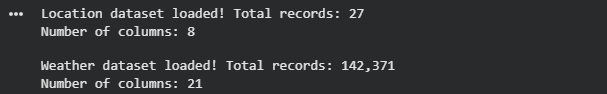 Location dataset loaded! Total records: 27
Number of columns: 8
Weather dataset loaded! Total records: 142,371
Number of columns: 21